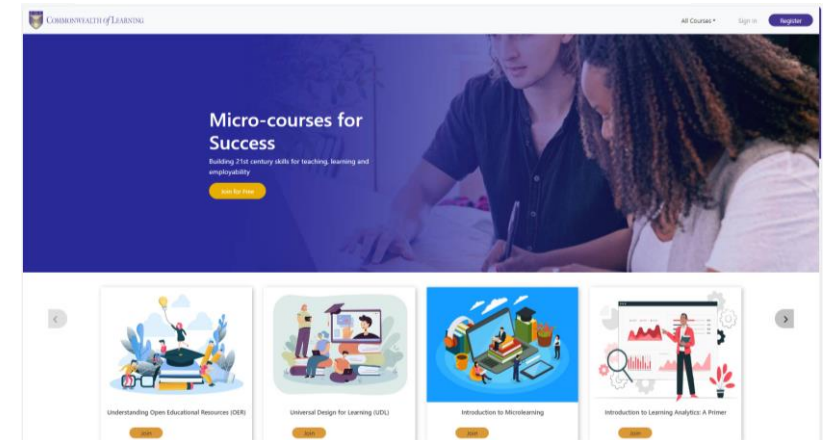 COMMONWEALTH of LEARNING
All Courses
Sign in
Register
Micro-courses for
Success
Building 21st century skills for teaching, learning and
employability
Join for Free
Understanding Open Educational Resources (OER)
Universal Design for Learning (UDL)
Introduction to Microlearning
Introduction to Learning Analytics: A Primer
Join
Join
Join
Join